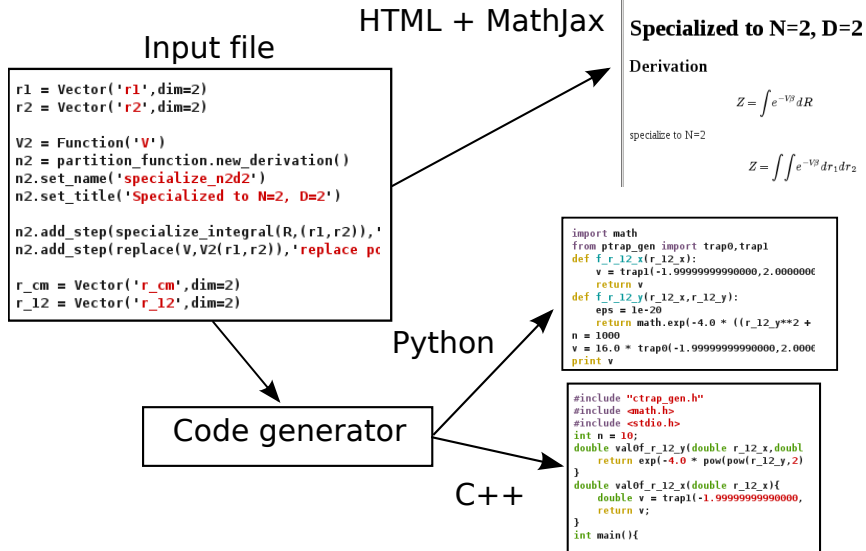 HTML + MathJax
Specialized to N=2, D=2
Derivation
Z = ∫ e^{-Vβ} dR
specialize to N=2
Z = ∫∫ e^{-Vβ} dr₁dr₂
Input file
r1 = Vector('r1',dim=2)
r2 = Vector('r2',dim=2)
V2 = Function('V')
n2 = partition_function.new_derivation()
n2.set_name('specialize_n2d2')
n2.set_title('Specialized to N=2, D=2')
n2.add_step(specialize_integral(R,(r1,r2)),'
n2.add_step(replace(V,V2(r1,r2)),'replace po
r_cm = Vector('r_cm',dim=2)
r_12 = Vector('r_12',dim=2)
Code generator
Python
import math
from ptrap_gen import trap0,trap1
def f_r_12_x(r_12_x):
    v = trap1(-1.99999999990000,2.0000000
    return v
def f_r_12_y(r_12_x,r_12_y):
    eps = 1e-20
    return math.exp(-4.0 * ((r_12_y**2 +
n = 1000
v = 16.0 * trap0(-1.99999999990000,2.0000
print v
C++
#include "ctrap_gen.h"
#include <math.h>
#include <stdio.h>
int n = 10;
double val0f_r_12_y(double r_12_x,doubl
    return exp(-4.0 * pow(pow(r_12_y,2)
}
double val0f_r_12_x(double r_12_x){
    double v = trap1(-1.99999999990000,
    return v;
}
int main(){